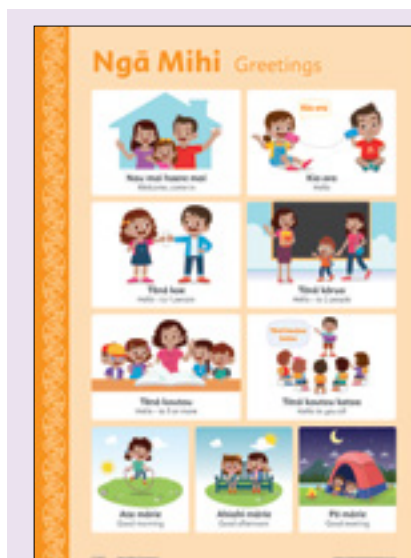 Ngā Mihi Greetings
Nau mai haere mai
Welcome, come in
Kia ora
Kia ora
Hello
Tēnā koe
Hello - to 1 person
Tēnā kōrua
Hello - to 2 people
Tēnā koutou
Hello - to 3 or more
Tēnā koutou katoa
Tēnā koutou katoa
Hello to you all
Ata mārie
Good morning
Ahiahi mārie
Good afternoon
Pō mārie
Good evening